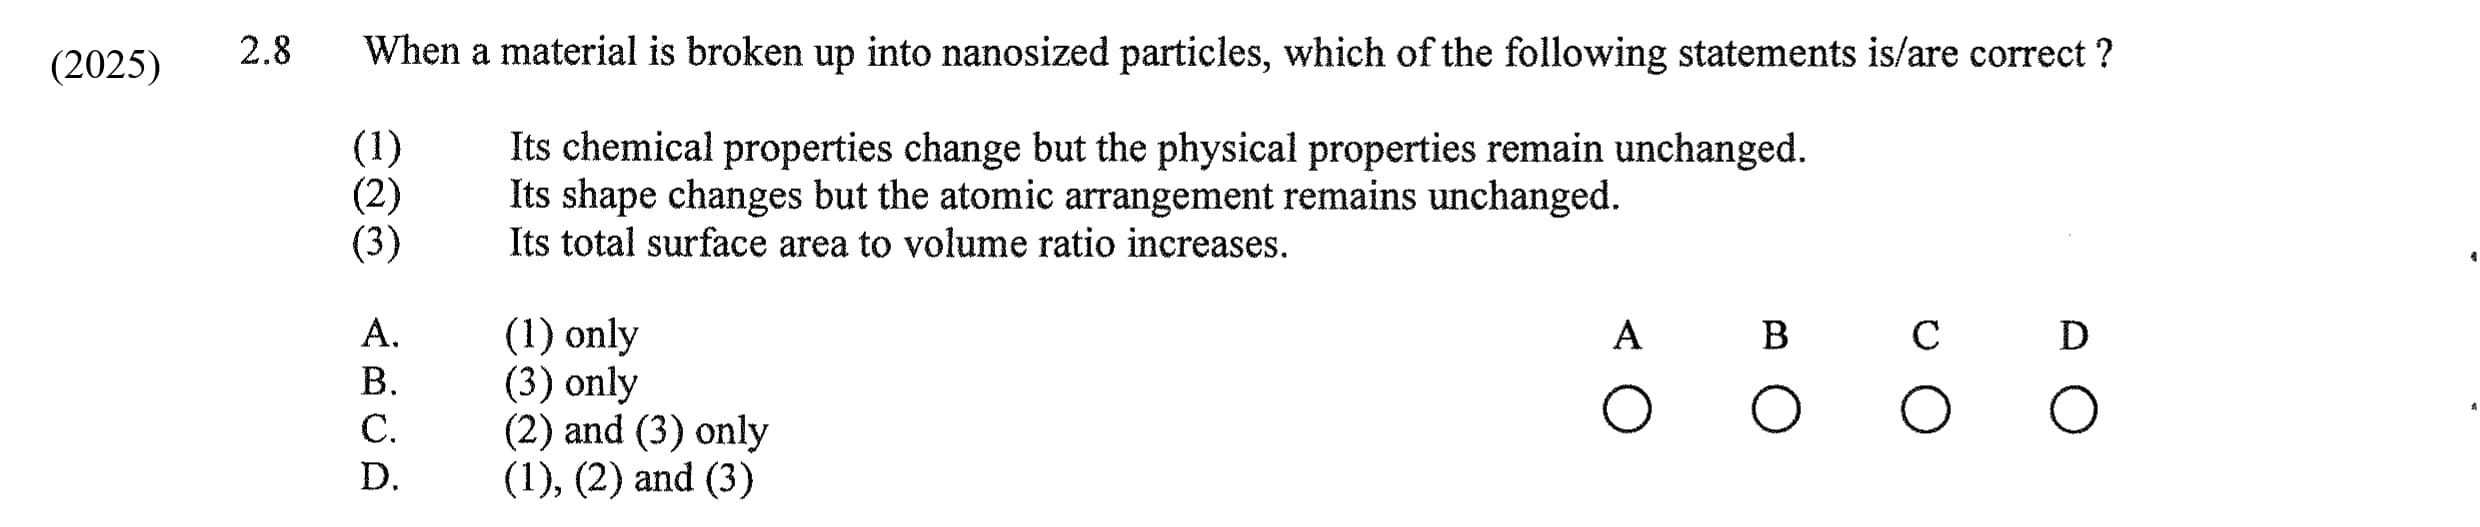 (2025) 2.8 When a material is broken up into nanosized particles, which of the following statements is/are correct ?
(1) Its chemical properties change but the physical properties remain unchanged.
(2) Its shape changes but the atomic arrangement remains unchanged.
(3) Its total surface area to volume ratio increases.
A. (1) only A B C D
B. (3) only
C. (2) and (3) only
D. (1), (2) and (3)